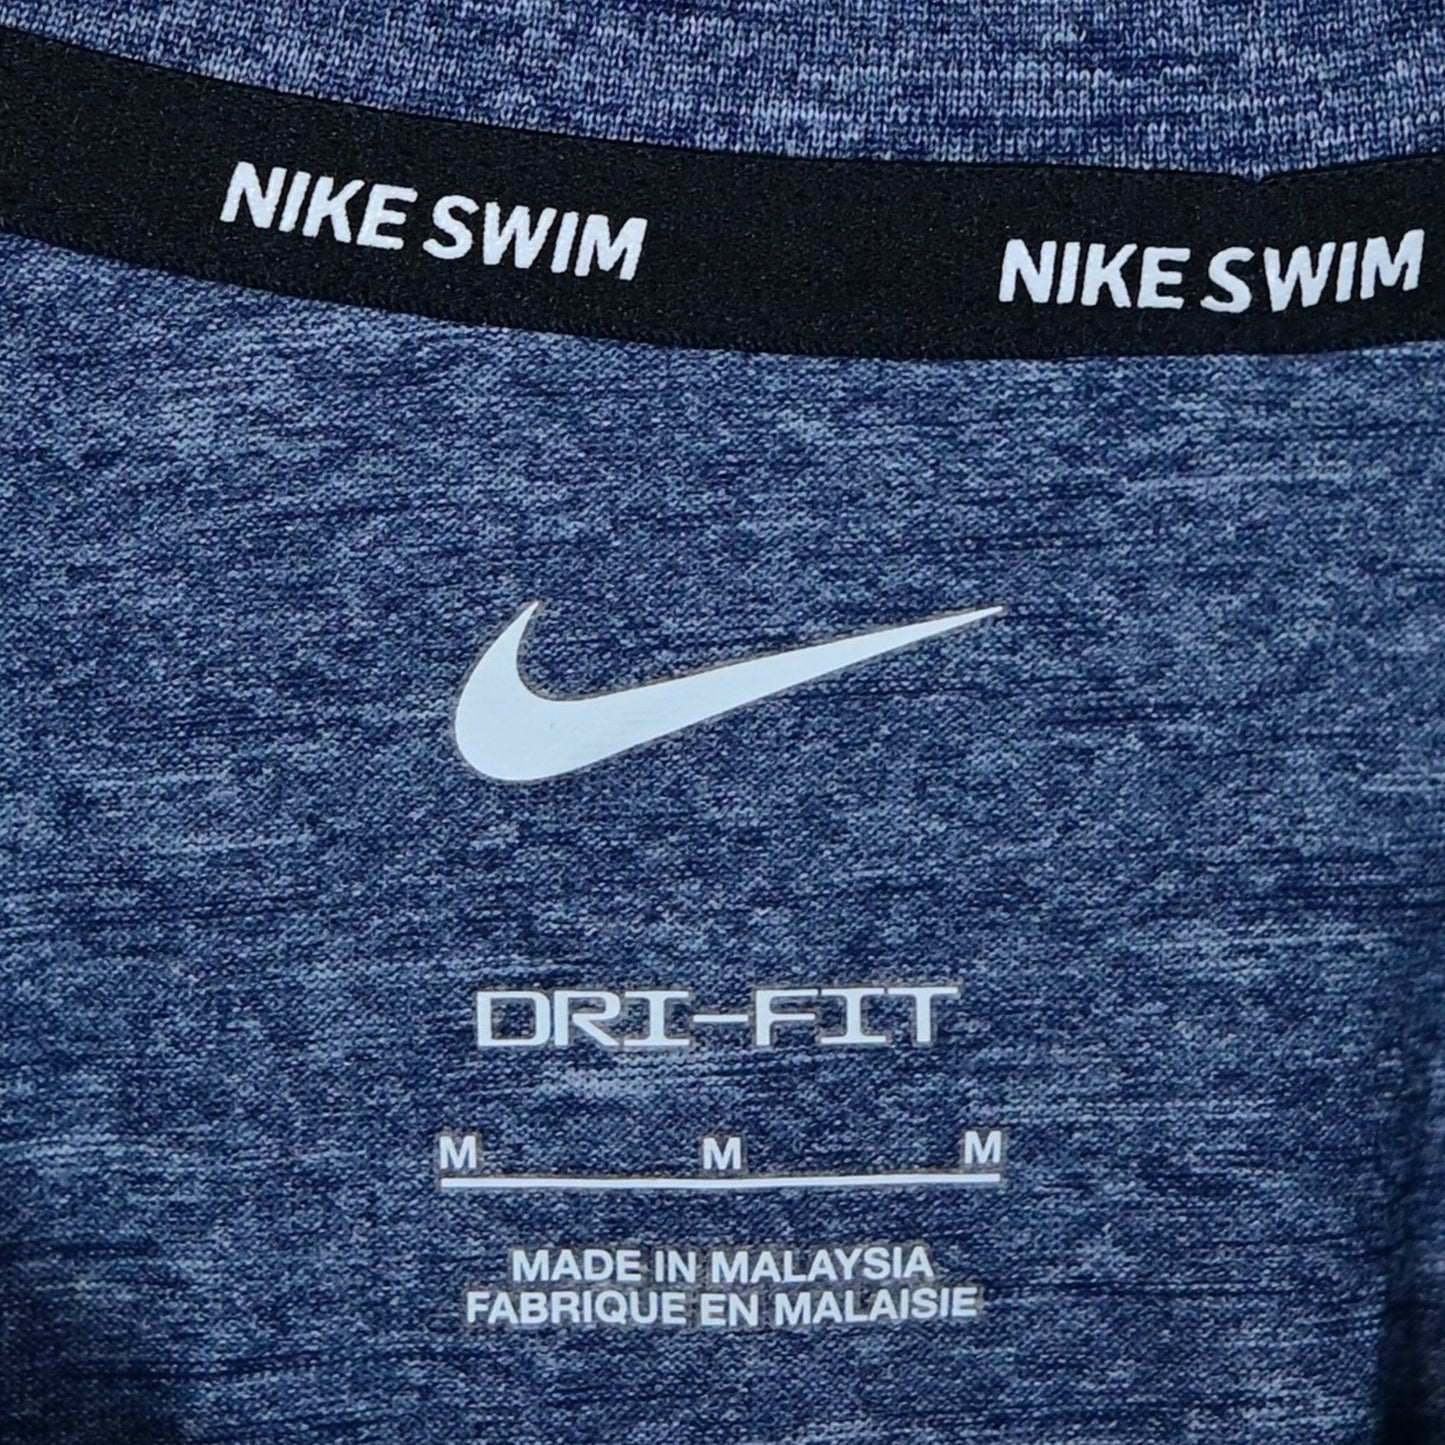 NIKE SWIM NIKE SWIM
DRI-FIT
M M M
MADE IN MALAYSIA
FABRIQUE EN MALAISIE